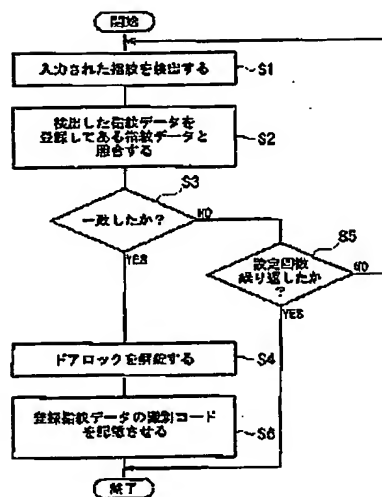 開始
入力された指紋を検出する
S1
検出した指紋データを
登録してある指紋データと
照合する
S2
S3
一致したか？
NO
YES
S5
設定回数
繰り返したか
？
NO
YES
ドアロックを解錠する
S4
登録指紋データの識別コード
を記憶させる
S6
終了